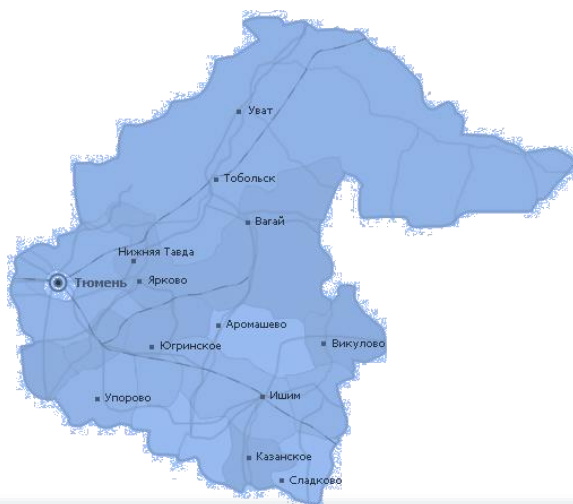 Уват
Тобольск
Вагай
Нижняя Тавда
Тюмень
Ярково
Аромашево
Югринское
Викулово
Упорово
Ишим
Казанское
Сладково